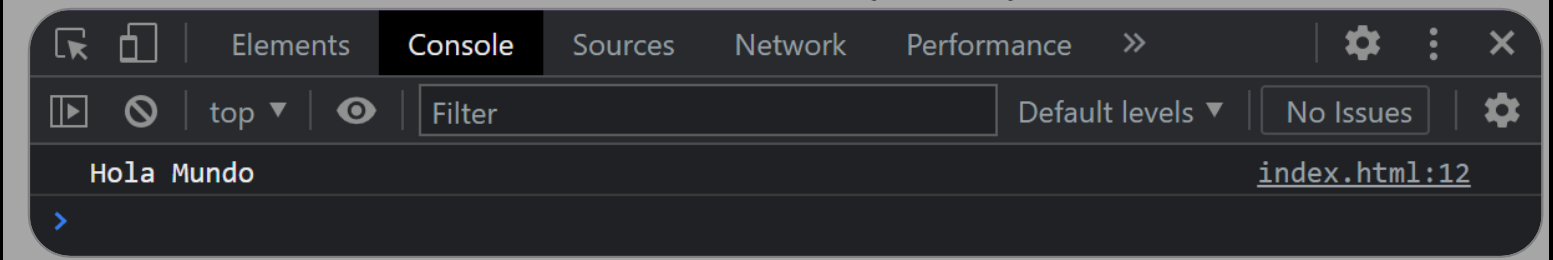 Elements Console Sources Network Performance
top Filter Default levels No Issues
Hola Mundo index.html:12